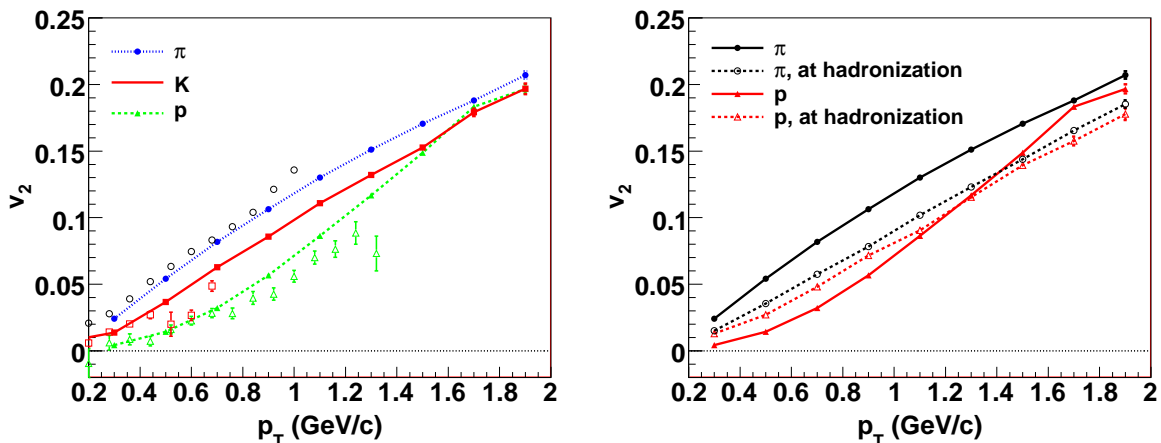 0.25
0.2
0.15
0.1
0.05
0
v2
π
K
p
0.2 0.4 0.6 0.8 1 1.2 1.4 1.6 1.8 2
pT (GeV/c)
0.25
0.2
0.15
0.1
0.05
0
v2
π
π, at hadronization
p
p, at hadronization
0.2 0.4 0.6 0.8 1 1.2 1.4 1.6 1.8 2
pT (GeV/c)